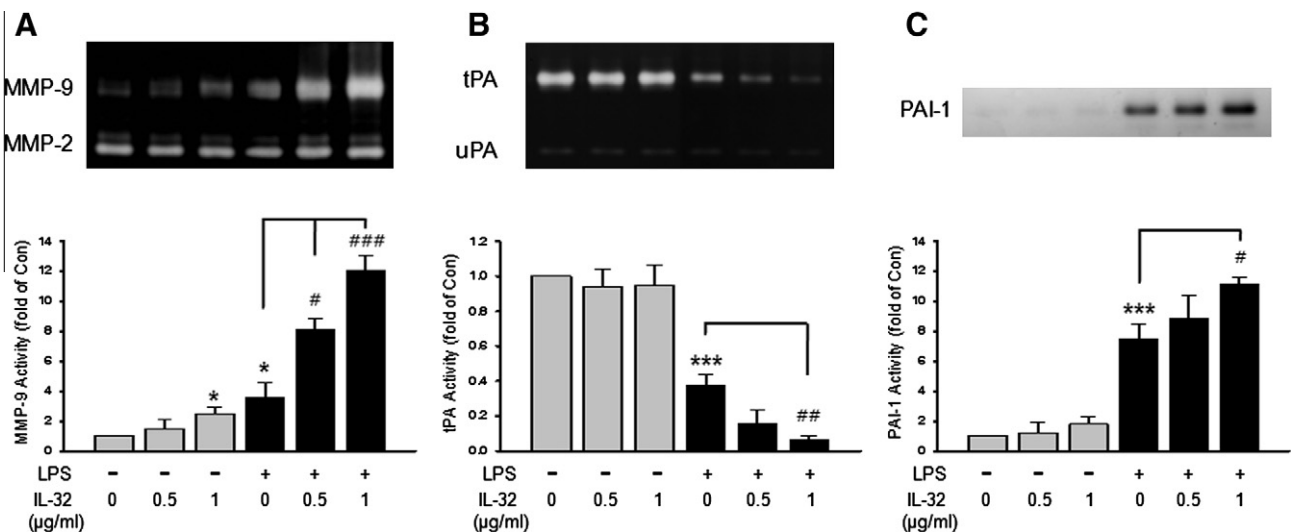 A
MMP-9
MMP-2
MMP-9 Activity (fold of Con)
14
12
10
8
6
4
2
0
*
*
#
###
LPS - - - + + +
IL-32 0 0.5 1 0 0.5 1
(µg/ml)
B
tPA
uPA
tPA Activity (fold of Con)
1.2
1.0
0.8
0.6
0.4
0.2
0.0
***
##
LPS - - - + + +
IL-32 0 0.5 1 0 0.5 1
(µg/ml)
C
PAI-1
PAI-1 Activity (fold of Con)
14
12
10
8
6
4
2
0
***
#
LPS - - - + + +
IL-32 0 0.5 1 0 0.5 1
(µg/ml)